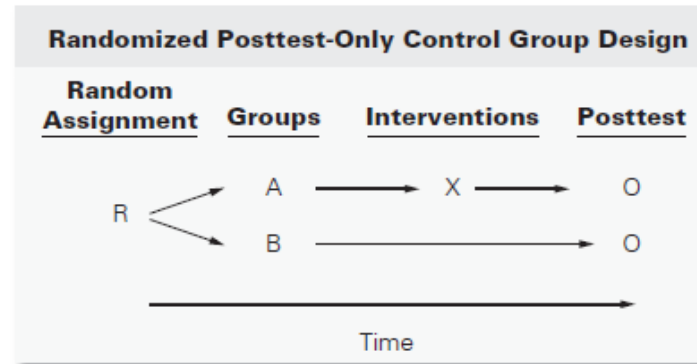 Randomized Posttest-Only Control Group Design
Random
Assignment Groups Interventions Posttest
A X O
R
B O
Time